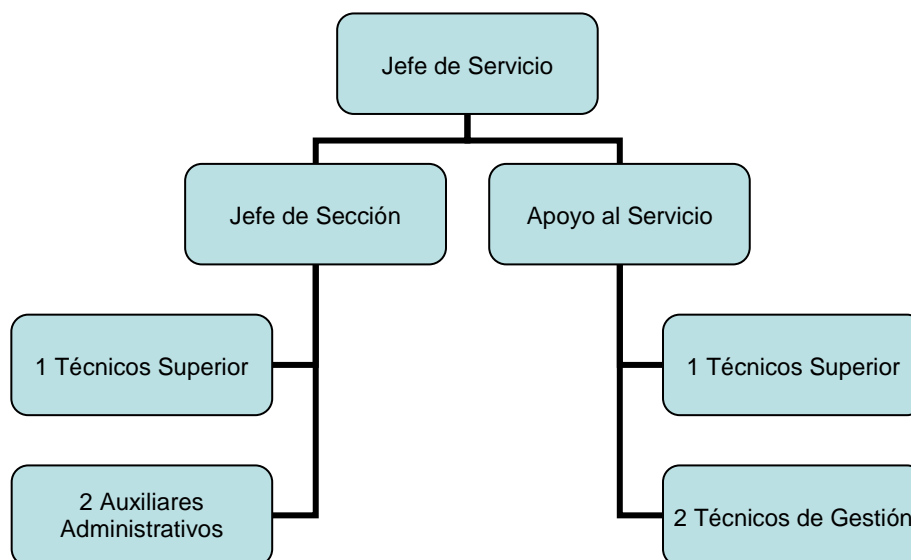 Jefe de Servicio
Jefe de Sección
Apoyo al Servicio
1 Técnicos Superior
1 Técnicos Superior
2 Auxiliares
Administrativos
2 Técnicos de Gestión